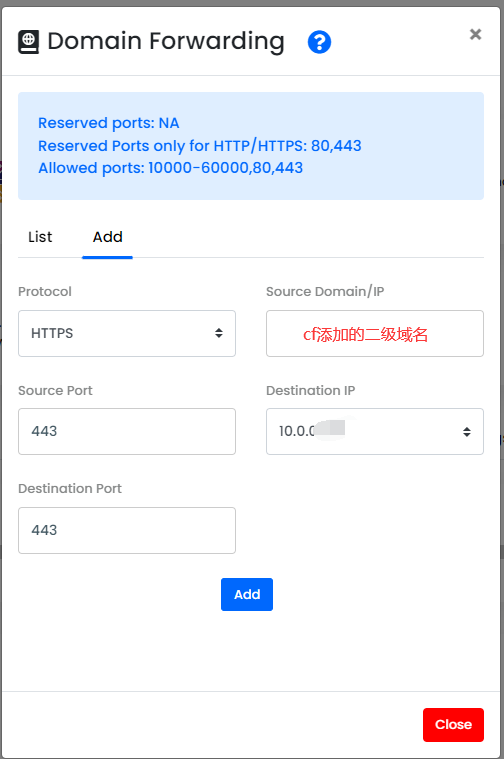 Domain Forwarding ?
×
Reserved ports: NA
Reserved Ports only for HTTP/HTTPS: 80,443
Allowed ports: 10000-60000,80,443
List Add
Protocol Source Domain/IP
HTTPS cf添加的二级域名
Source Port Destination IP
443 10.0.
Destination Port
443
Add
Close